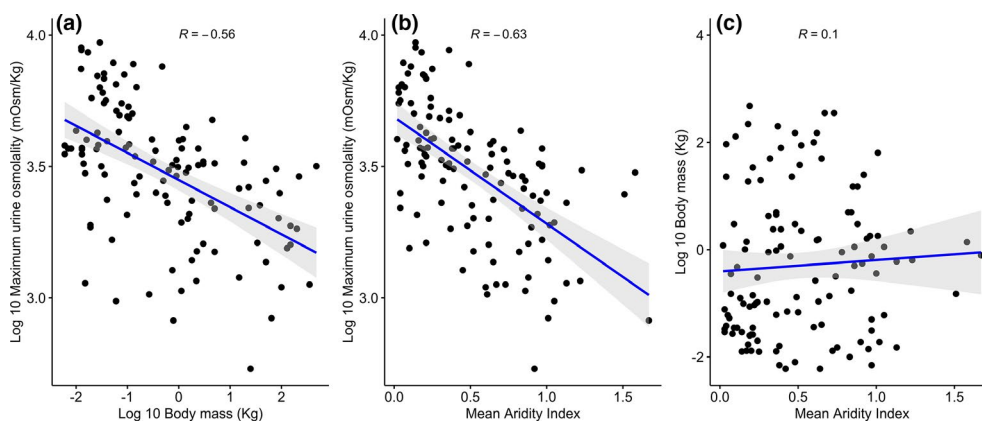 (a)
R = −0.56
Log 10 Maximum urine osmolality (mOsm/Kg)
4.0
3.5
3.0
-2 -1 0 1 2
Log 10 Body mass (Kg)
(b)
R = −0.63
Log 10 Maximum urine osmolality (mOsm/Kg)
4.0
3.5
3.0
0.0 0.5 1.0 1.5
Mean Aridity Index
(c)
R = 0.1
Log 10 Body mass (Kg)
2
0
-2
0.0 0.5 1.0 1.5
Mean Aridity Index